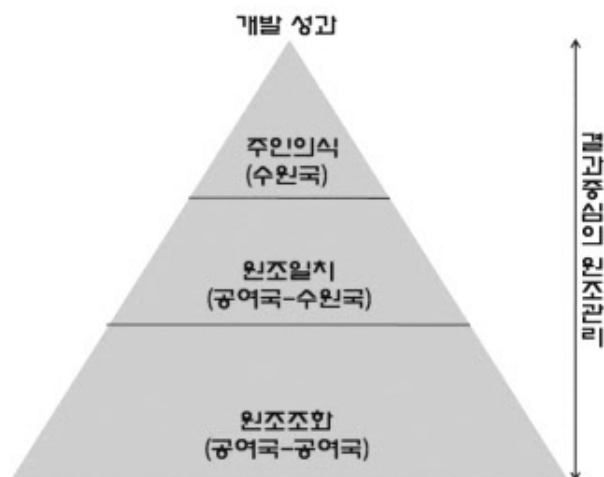 개발 성과
주인의식
(수원국)
원조일치
(공여국-수원국)
원조조화
(공여국-공여국)
결과중심의 원조관리